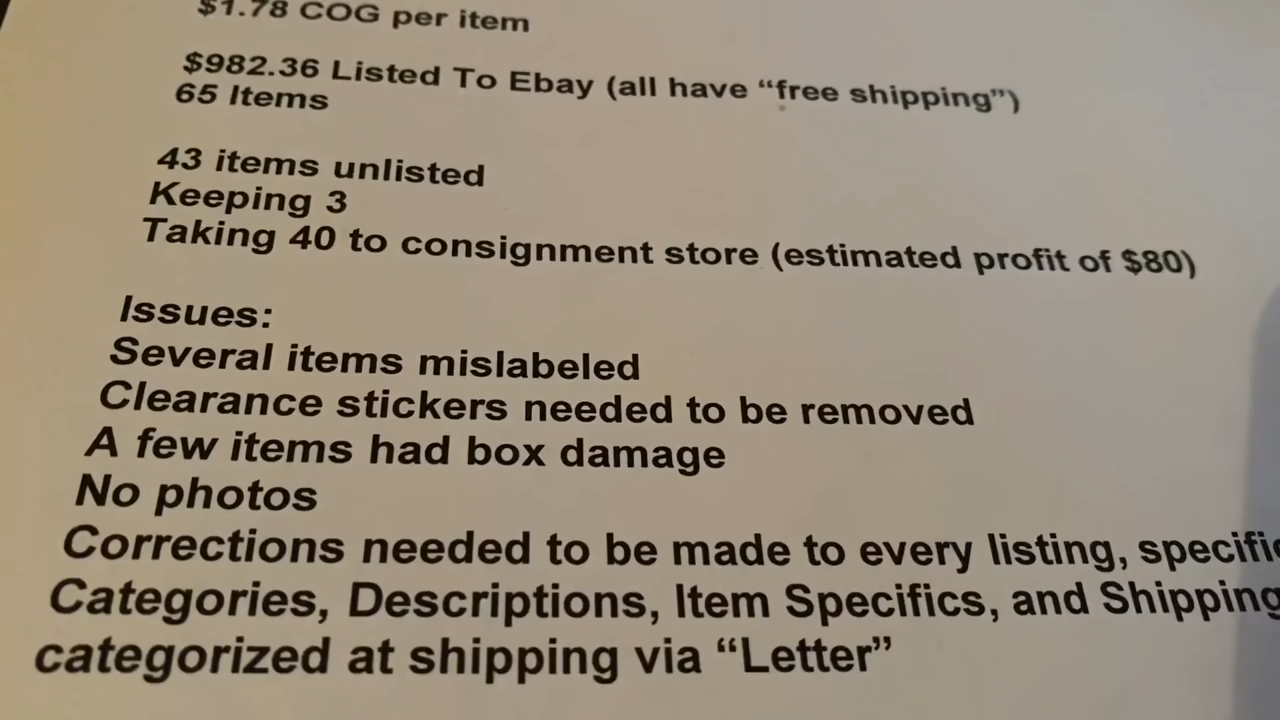 $1.78 COG per item
$982.36 Listed To Ebay (all have “free shipping”)
65 Items
43 items unlisted
Keeping 3
Taking 40 to consignment store (estimated profit of $80)
Issues:
Several items mislabeled
Clearance stickers needed to be removed
A few items had box damage
No photos
Corrections needed to be made to every listing,
Categories, Descriptions, Item Specifics, and Shipping
categorized at shipping via “Letter”